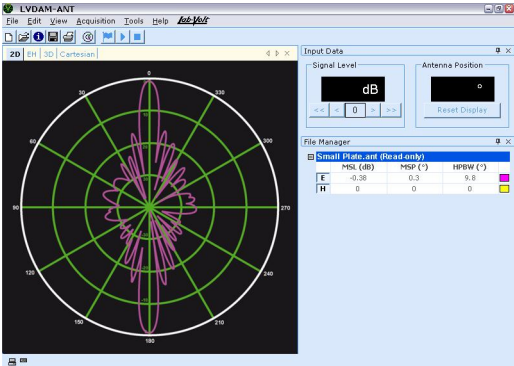 LVDAM-ANT
File Edit View Acquisition Tools Help Lab-Volt
2D EH 3D Cartesian
0
30
330
60
300
90
270
120
240
150
210
180
Input Data
Signal Level
dB
<< < 0 > >>
Antenna Position
°
Reset Display
File Manager
Small Plate.ant (Read-only)
MSL (dB) MSP (°) HPBW (°)
E -0.38 0.3 9.8
H 0 0 0